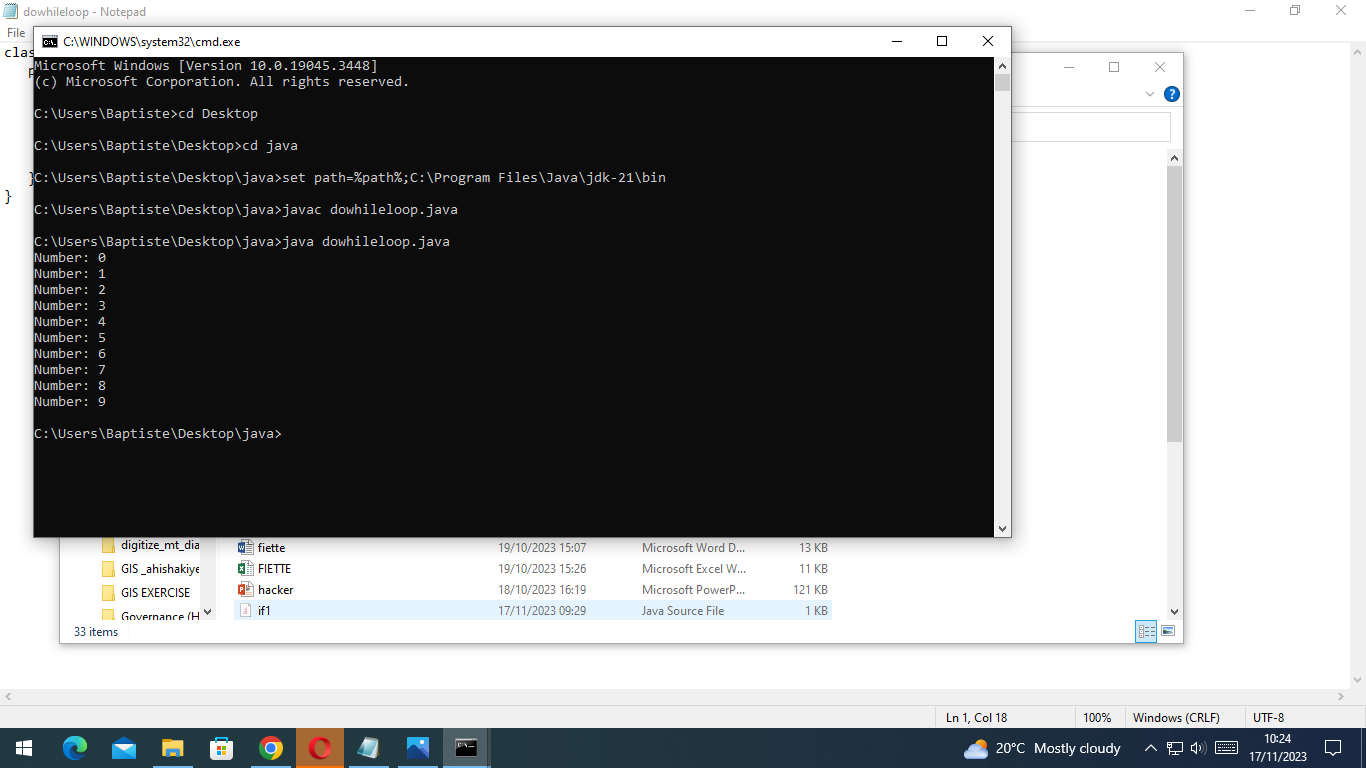 dowhileloop - Notepad
File
clas
C:\WINDOWS\system32\cmd.exe
Microsoft Windows [Version 10.0.19045.3448]
(c) Microsoft Corporation. All rights reserved.
C:\Users\Baptiste>cd Desktop
C:\Users\Baptiste\Desktop>cd java
C:\Users\Baptiste\Desktop\java>set path=%path%;C:\Program Files\Java\jdk-21\bin
}
C:\Users\Baptiste\Desktop\java>javac dowhileloop.java
C:\Users\Baptiste\Desktop\java>java dowhileloop.java
Number: 0
Number: 1
Number: 2
Number: 3
Number: 4
Number: 5
Number: 6
Number: 7
Number: 8
Number: 9
C:\Users\Baptiste\Desktop\java>
digitize_mt_dia
GIS _ahishakiye
GIS EXERCISE
Governance (H
fiette 19/10/2023 15:07 Microsoft Word D... 13 KB
FIETTE 19/10/2023 15:26 Microsoft Excel W... 11 KB
hacker 18/10/2023 16:19 Microsoft PowerP... 121 KB
if1 17/11/2023 09:29 Java Source File 1 KB
33 items
Ln 1, Col 18 100% Windows (CRLF) UTF-8
20°C Mostly cloudy
10:24
17/11/2023